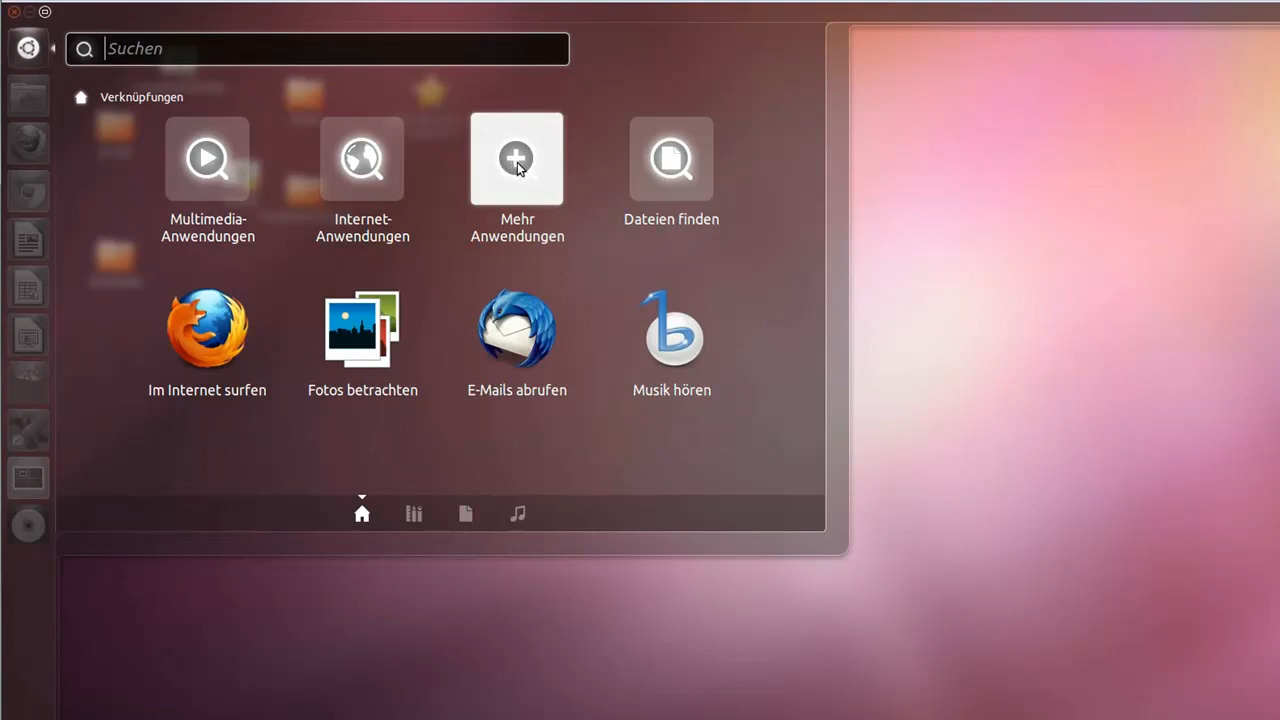 Suchen
Verknüpfungen
Multimedia-
Anwendungen
Internet-
Anwendungen
Mehr
Anwendungen
Dateien finden
Im Internet surfen
Fotos betrachten
E-Mails abrufen
Musik hören